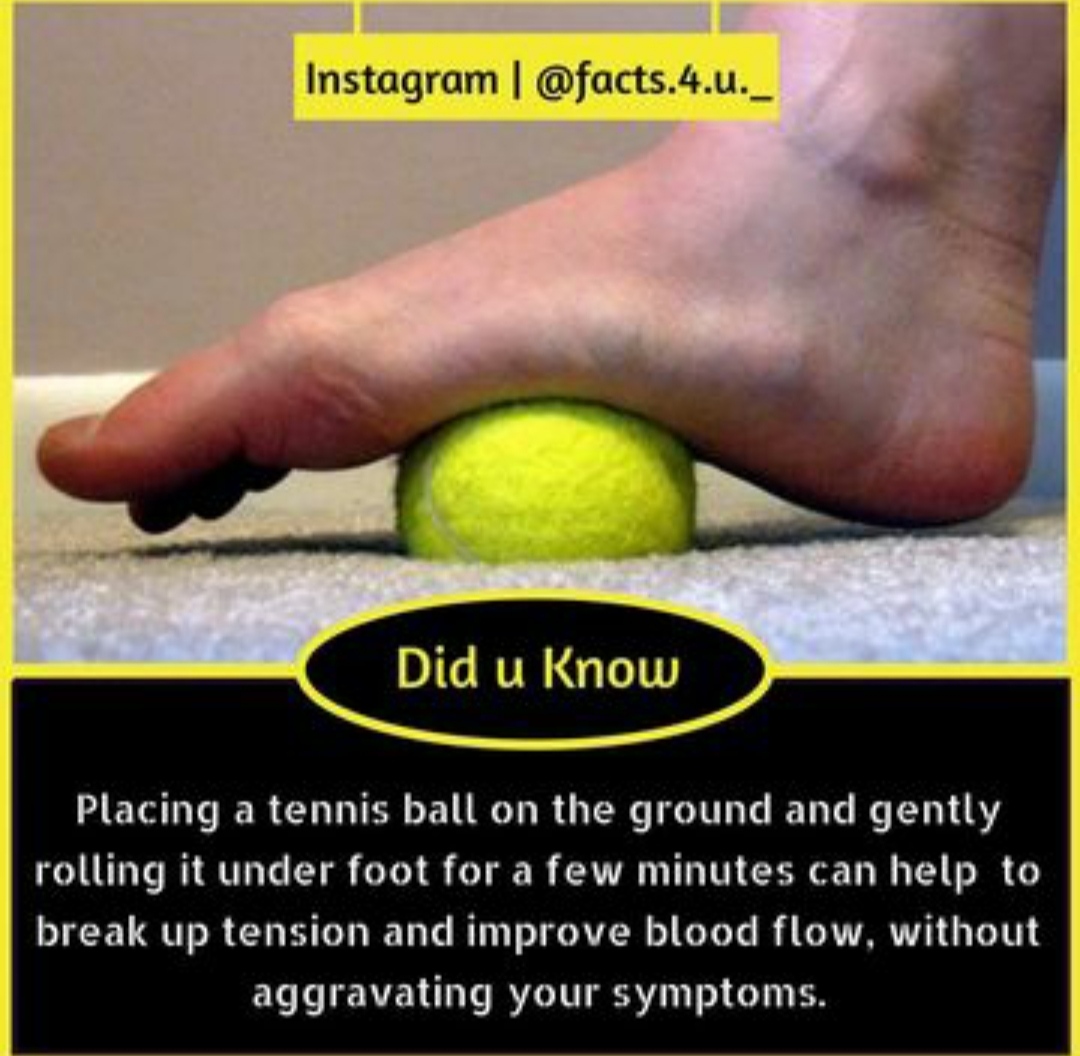 Instagram | @facts.4.u._
Did u Know
Placing a tennis ball on the ground and gently
rolling it under foot for a few minutes can help  to
break up tension and improve blood flow, without
aggravating your symptoms.